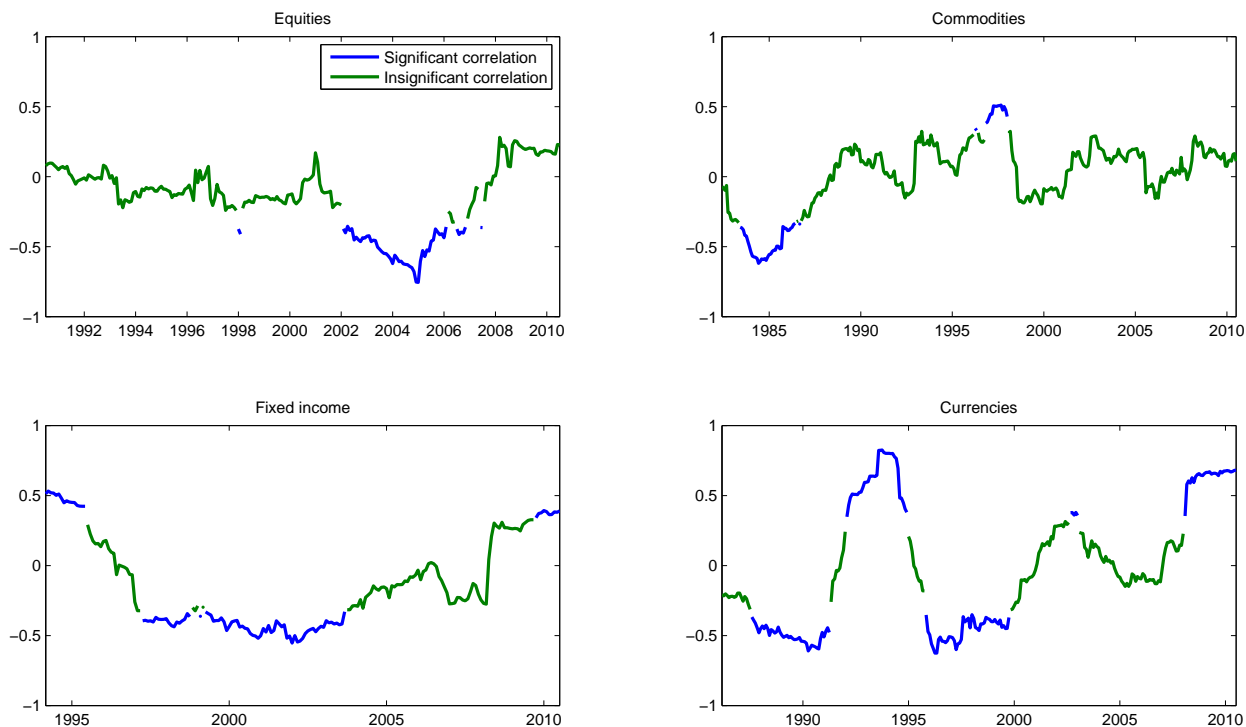 Equities
1
0.5
0
−0.5
−1
1992 1994 1996 1998 2000 2002 2004 2006 2008 2010
Significant correlation
Insignificant correlation
Commodities
1
0.5
0
−0.5
−1
1985 1990 1995 2000 2005 2010
Fixed income
1
0.5
0
−0.5
−1
1995 2000 2005 2010
Currencies
1
0.5
0
−0.5
−1
1990 1995 2000 2005 2010